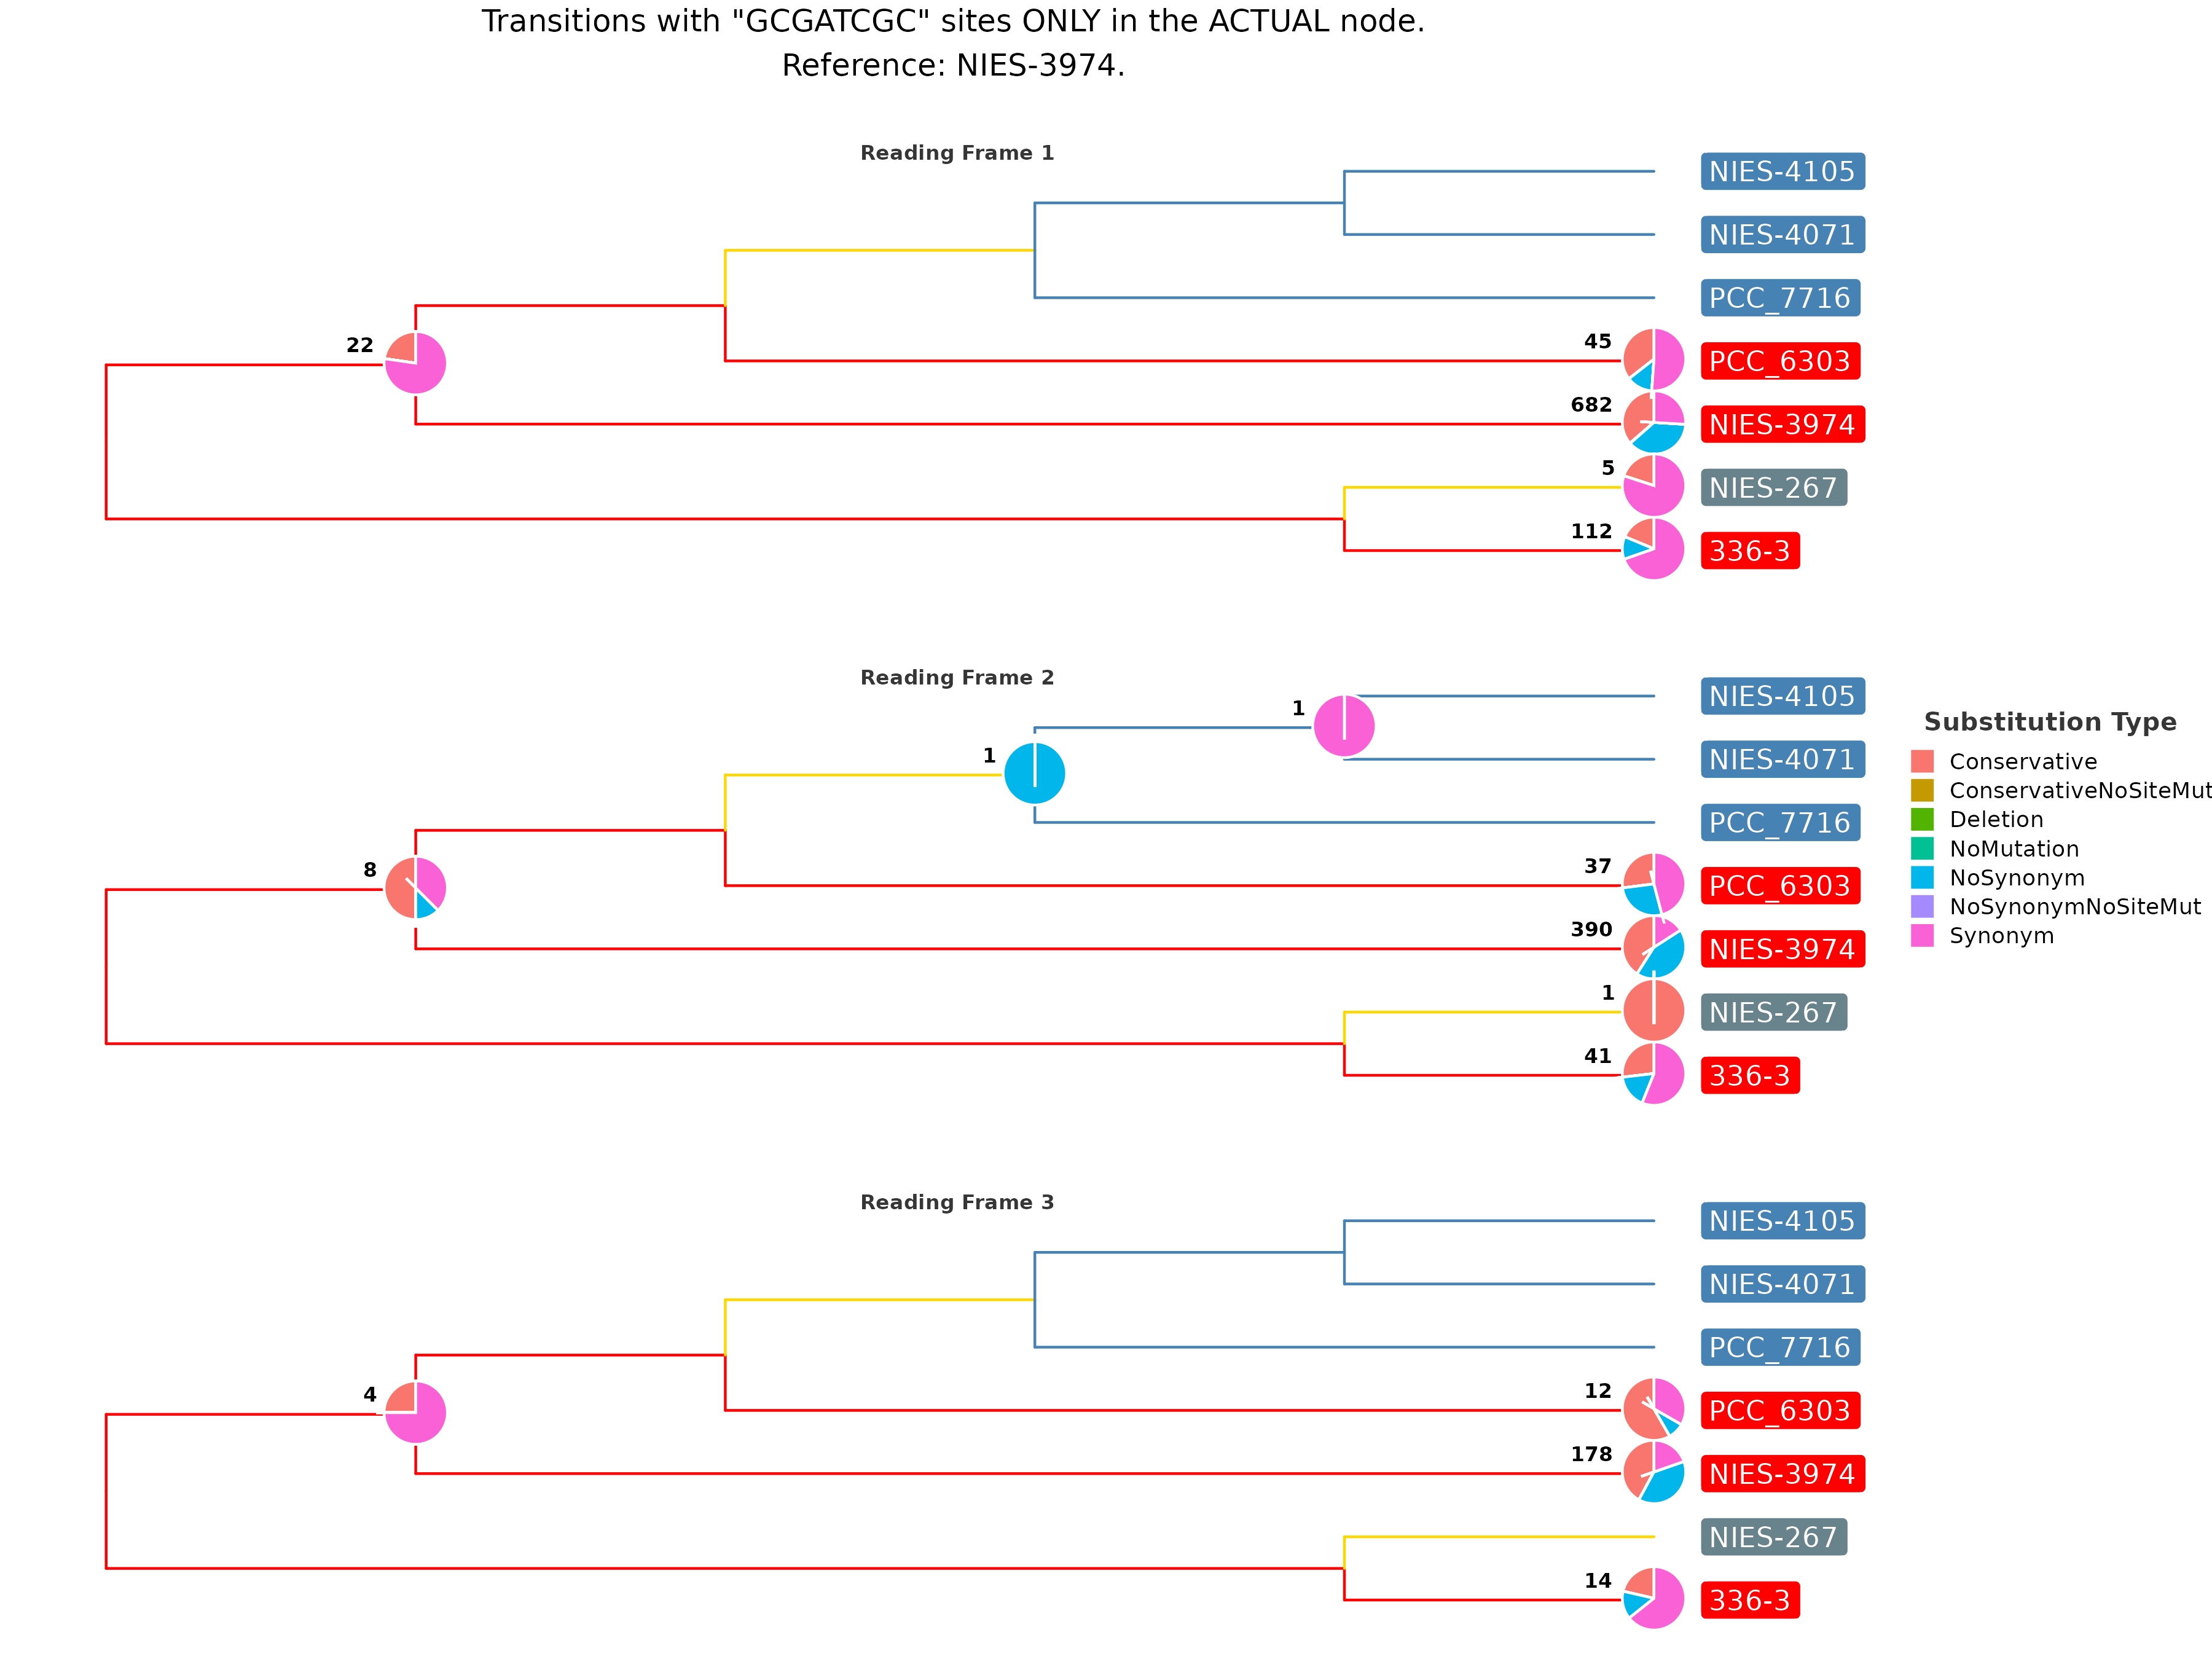 Transitions with "GCGATCGC" sites ONLY in the ACTUAL node.
Reference: NIES-3974.
Reading Frame 1
NIES-4105
NIES-4071
PCC_7716
22
45
PCC_6303
682
NIES-3974
5
NIES-267
112
336-3
Reading Frame 2
NIES-4105
1
NIES-4071
1
PCC_7716
8
37
PCC_6303
390
NIES-3974
1
NIES-267
41
336-3
Substitution Type
Conservative
ConservativeNoSiteMut
Deletion
NoMutation
NoSynonym
NoSynonymNoSiteMut
Synonym
Reading Frame 3
NIES-4105
NIES-4071
PCC_7716
4
12
PCC_6303
178
NIES-3974
NIES-267
14
336-3